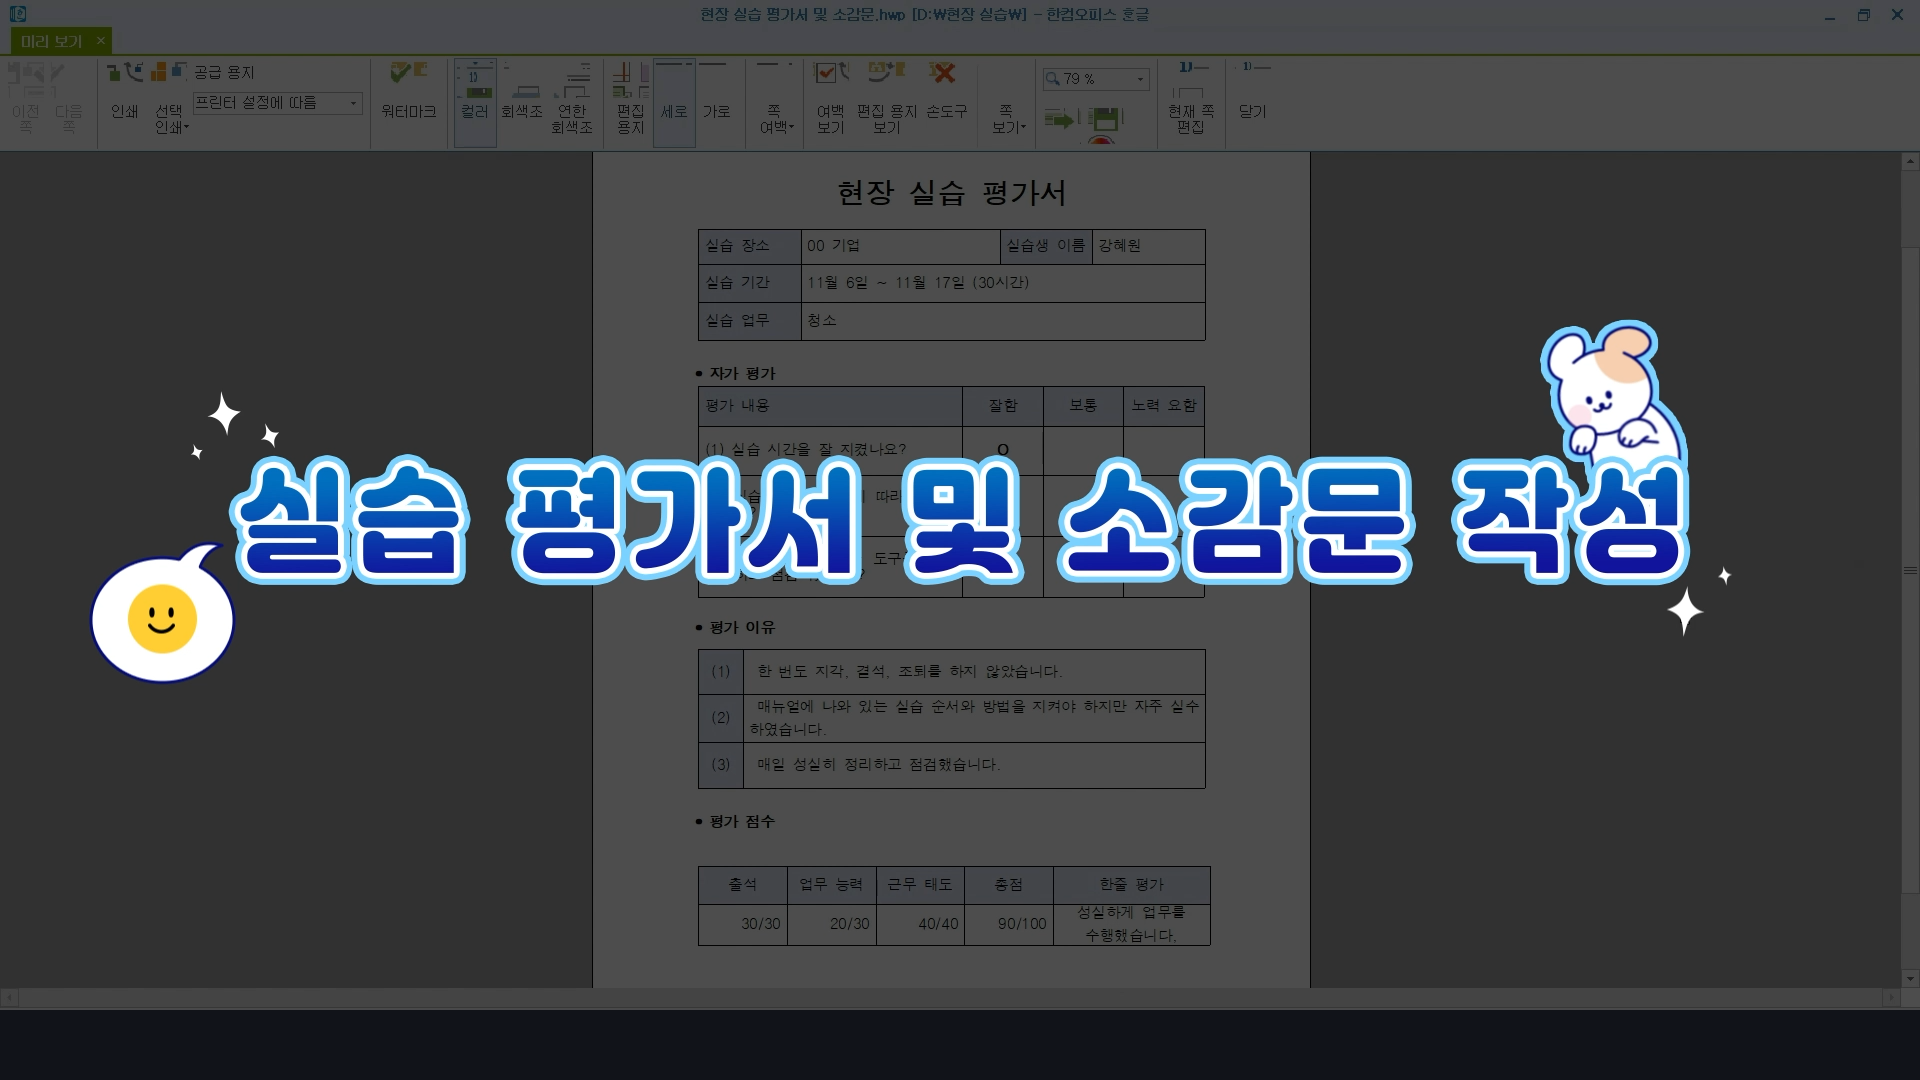 현장 실습 평가서 및 소감문.hwp [D:₩현장 실습₩] - 한컴오피스 한글
미리 보기
이전 쪽
다음 쪽
인쇄
선택 인쇄
공급 용지
프린터 설정에 따름
워터마크
컬러
회색조
연한 회색조
편집 용지
세로
가로
쪽 여백
여백 보기
편집 용지 보기
손도구
쪽 보기
79 %
현재 쪽 편집
닫기
현장 실습 평가서
실습 장소 00 기업 실습생 이름 강혜원
실습 기간 11월 6일 ~ 11월 17일 (30시간)
실습 업무 청소
● 자가 평가
평가 내용 잘함 보통 노력 요함
(1) 실습 시간을 잘 지켰나요? O
실습 평가서 및 소감문 작성
● 평가 이유
(1) 한 번도 지각, 결석, 조퇴를 하지 않았습니다.
(2) 매뉴얼에 나와 있는 실습 순서와 방법을 지켜야 하지만 자주 실수
하였습니다.
(3) 매일 성실히 정리하고 점검했습니다.
● 평가 점수
출석 업무 능력 근무 태도 총점 한줄 평가
30/30 20/30 40/40 90/100 성실하게 업무를
수행했습니다.